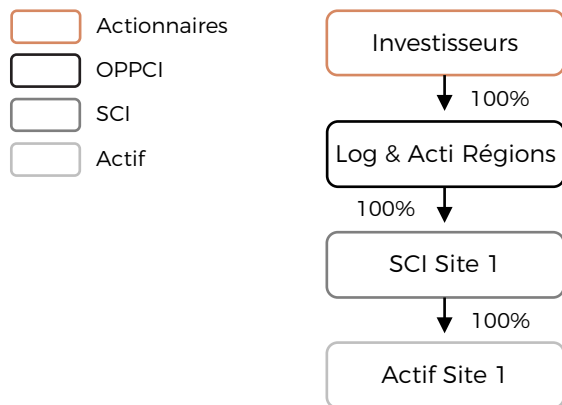 Actionnaires
OPPCI
SCI
Actif
Investisseurs
100%
Log & Acti Régions
100%
SCI Site 1
100%
Actif Site 1